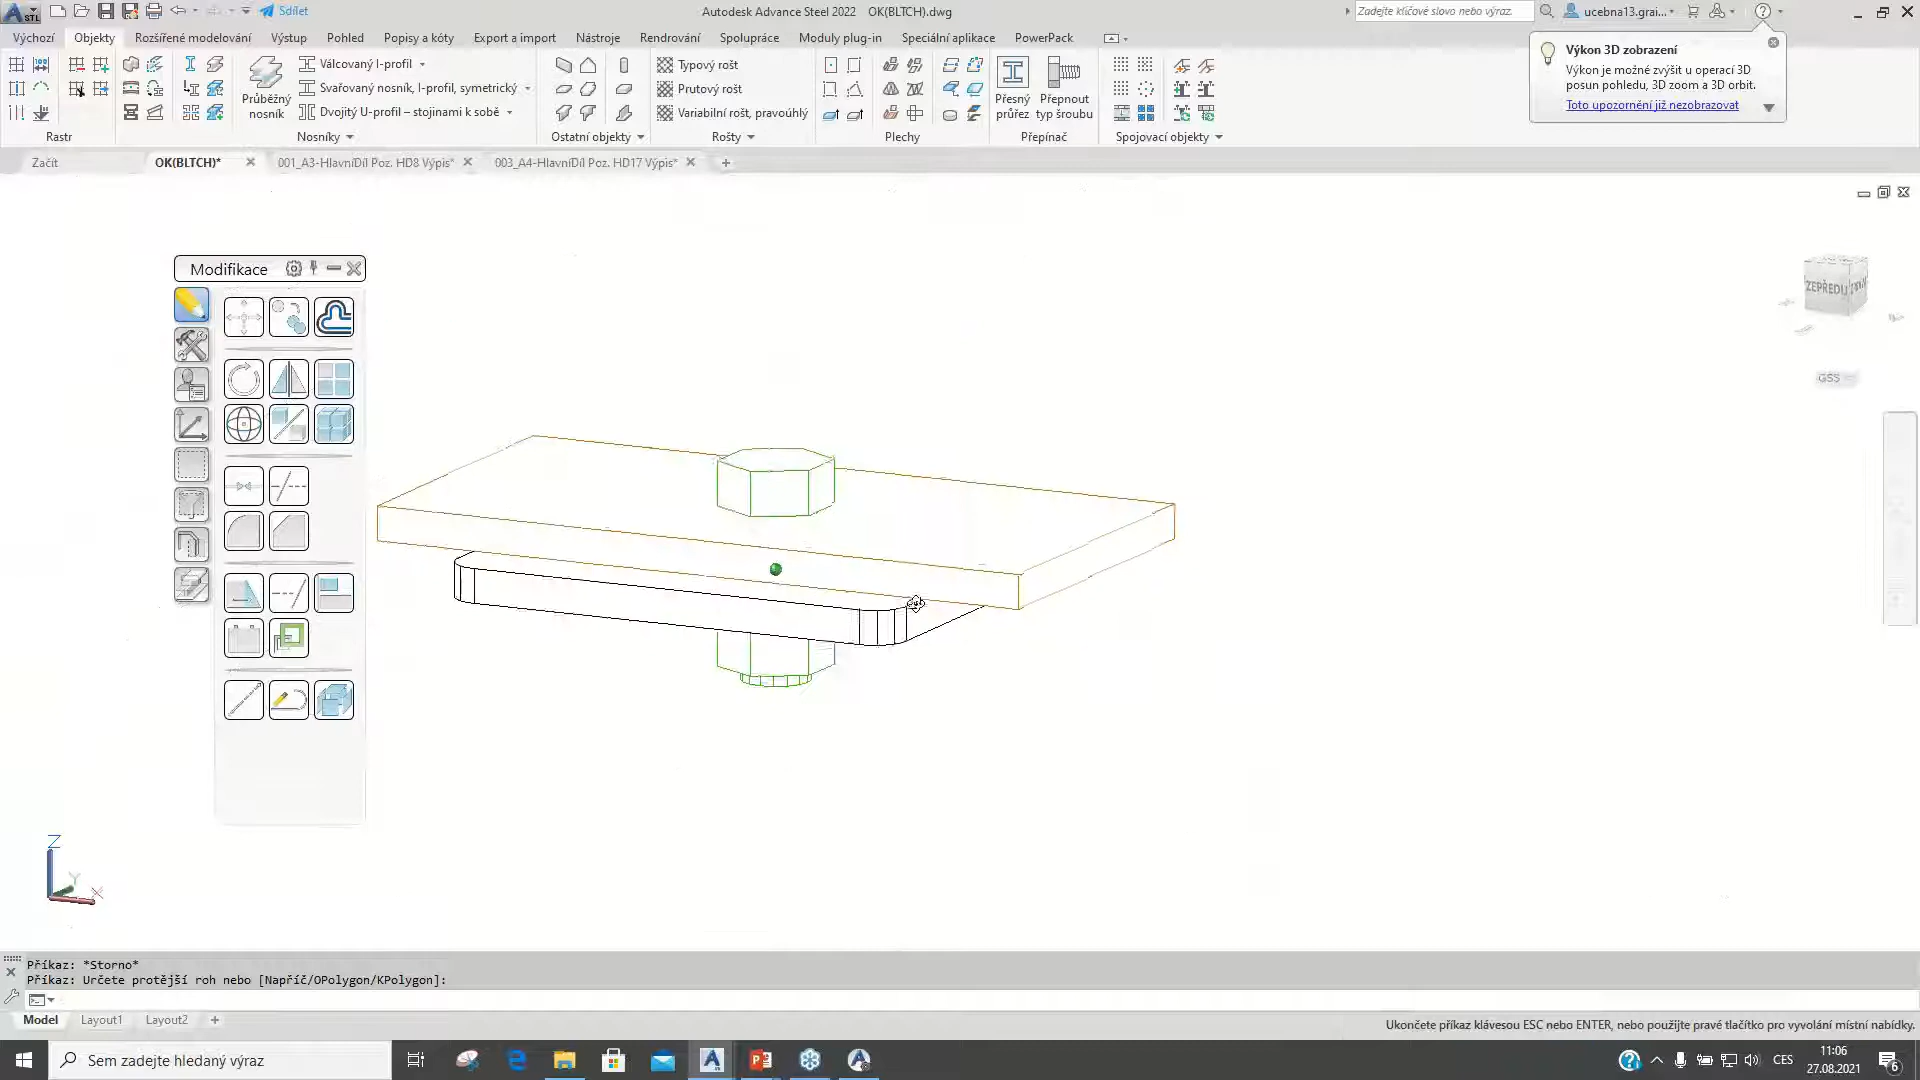 STL
Sdílet
Autodesk Advance Steel 2022 OK(BLTCH).dwg
Zadejte klíčové slovo nebo výraz.
ucebna13.grai...
Výchozí Objekty Rozšířené modelování Výstup Pohled Popisy a kóty Export a import Nástroje Rendrování Spolupráce Moduly plug-in Speciální aplikace PowerPack
Rastr
Průběžný
nosník
Válcovaný I-profil
Svařovaný nosník, I-profil, symetrický
Dvojitý U-profil – stojinami k sobě
Nosníky
Ostatní objekty
Typový rošt
Prutový rošt
Variabilní rošt, pravoúhlý
Rošty
Plechy
Přesný
průřez
Přepnout
typ šroubu
Přepínač
Spojovací objekty
Výkon 3D zobrazení
Výkon je možné zvýšit u operací 3D
posun pohledu, 3D zoom a 3D orbit.
Toto upozornění již nezobrazovat
Začít OK(BLTCH)* 001_A3-HlavníDíl Poz. HD8 Výpis* 003_A4-HlavníDíl Poz. HD17 Výpis*
Modifikace
ZEPŘEDU
GSS
Z
Y
X
Příkaz: *Storno*
Příkaz: Určete protější roh nebo [Napříč/OPolygon/KPolygon]:
Model Layout1 Layout2 +
Ukončete příkaz klávesou ESC nebo ENTER, nebo použijte pravé tlačítko pro vyvolání místní nabídky.
Sem zadejte hledaný výraz
CES
11:06
27.08.2021
6